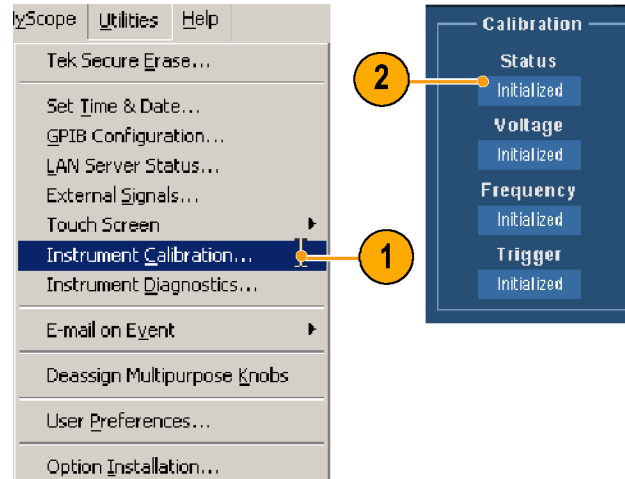 yScope Utilities Help
Tek Secure Erase...
Set Time & Date...
GPIB Configuration...
LAN Server Status...
External Signals...
Touch Screen
Instrument Calibration...
Instrument Diagnostics...
E-mail on Event
Deassign Multipurpose Knobs
User Preferences...
Option Installation...
1
2
Calibration
Status
Initialized
Voltage
Initialized
Frequency
Initialized
Trigger
Initialized